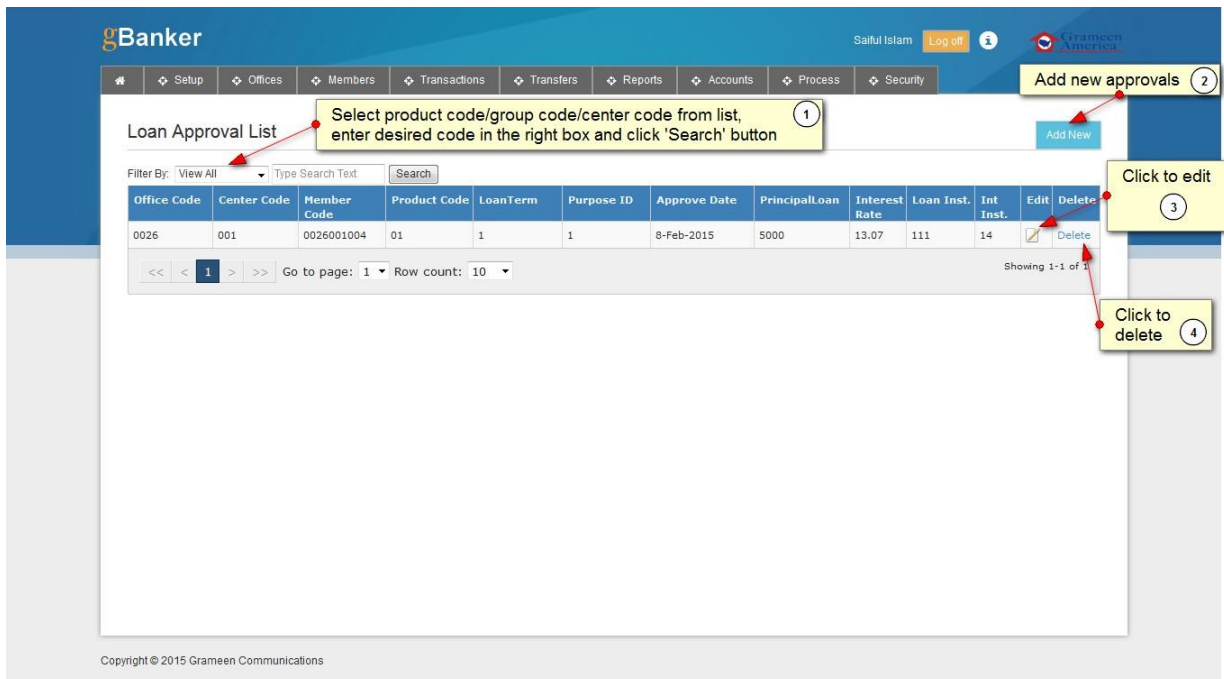 gBanker
Saiful Islam Log off
Grameen
America
Setup Offices Members Transactions Transfers Reports Accounts Process Security
Add new approvals 2
Select product code/group code/center code from list, 1
enter desired code in the right box and click 'Search' button
Loan Approval List
Add New
Filter By: View All Type Search Text Search
Click to edit
3
Office Code Center Code Member Code Product Code LoanTerm Purpose ID Approve Date PrincipalLoan Interest Rate Loan Inst. Int Inst. Edit Delete
0026 001 0026001004 01 1 1 8-Feb-2015 5000 13.07 111 14 Delete
<< < 1 > >> Go to page: 1 Row count: 10 Showing 1-1 of 1
Click to
delete 4
Copyright © 2015 Grameen Communications